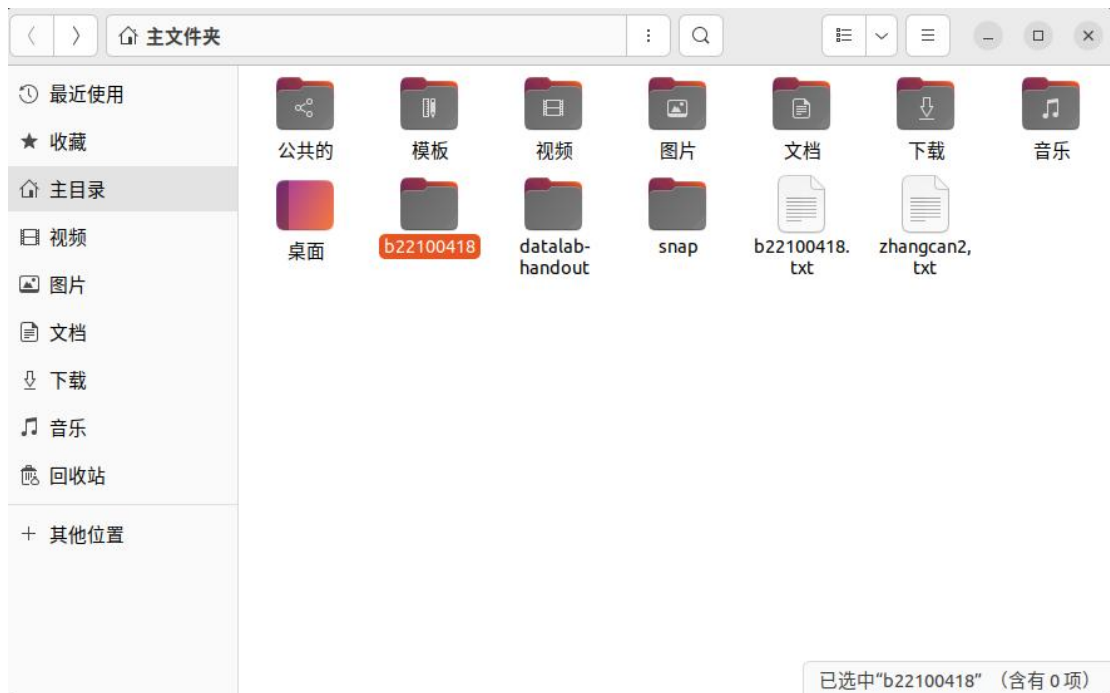 主文件夹
最近使用
收藏
主目录
视频
图片
文档
下载
音乐
回收站
其他位置
公共的
模板
视频
图片
文档
下载
音乐
桌面
b22100418
datalab-
handout
snap
b22100418.
txt
zhangcan2,
txt
已选中“b22100418” （含有 0 项）